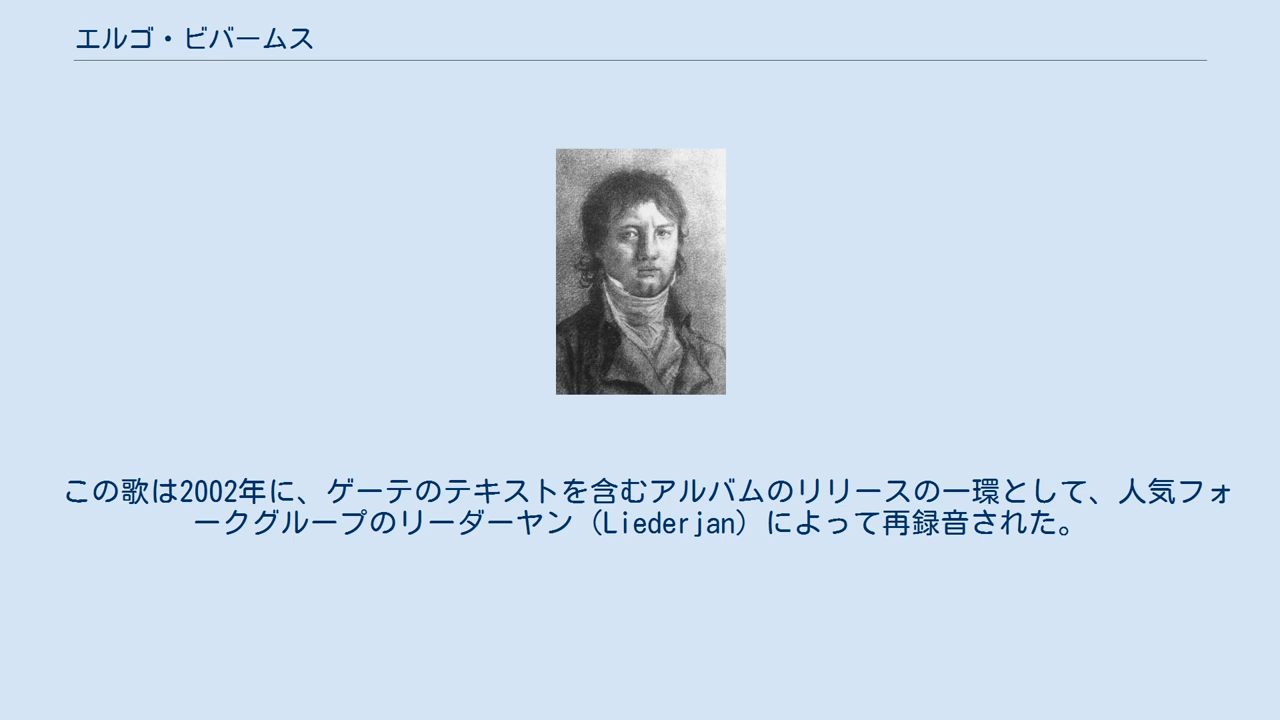 エルゴ・ビバームス
この歌は2002年に、ゲーテのテキストを含むアルバムのリリースの一環として、人気フォ
ークグループのリーダーヤン（Liederjan）によって再録音された。